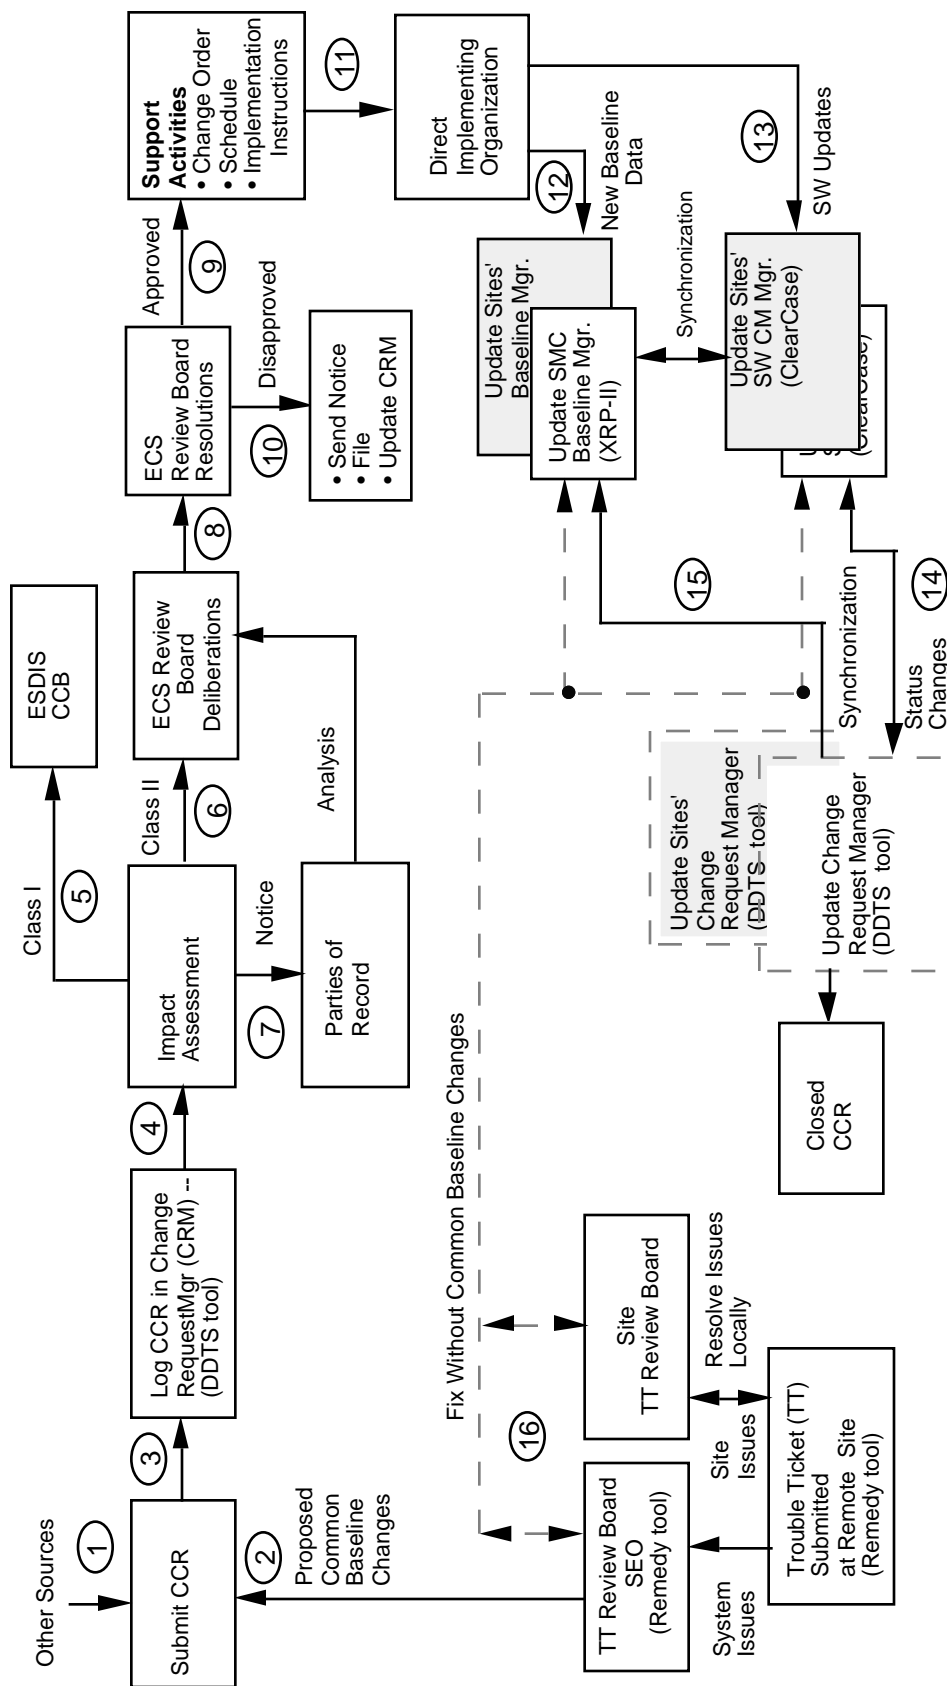 Other Sources
1
Submit CCR
2
Proposed
Common
Baseline
Changes
3
Log CCR in Change
RequestMgr (CRM) --
(DDTS tool)
4
Impact
Assessment
Class I
5
ESDIS
CCB
Class II
6
7
Notice
Parties of
Record
Analysis
ECS Review
Board
Deliberations
8
ECS
Review Board
Resolutions
Approved
9
10
Disapproved
• Send Notice
• File
• Update CRM
Support
Activities
• Change Order
• Schedule
• Implementation
Instructions
11
Direct
Implementing
Organization
12
New Baseline
Data
13
SW Updates
Update Sites'
Baseline Mgr.
Update SMC
Baseline Mgr.
(XRP-II)
Synchronization
Update Sites'
SW CM Mgr.
(ClearCase)
U
S
(ClearCase)
14
Status
Changes
Synchronization
15
Update Sites'
Change
Request Manager
(DDTS tool)
Update Change
Request Manager
(DDTS tool)
Closed
CCR
Fix Without Common Baseline Changes
16
TT Review Board
SEO
(Remedy tool)
Site
TT Review Board
System
Issues
Site
Issues
Resolve Issues
Locally
Trouble Ticket (TT)
Submitted
at Remote Site
(Remedy tool)